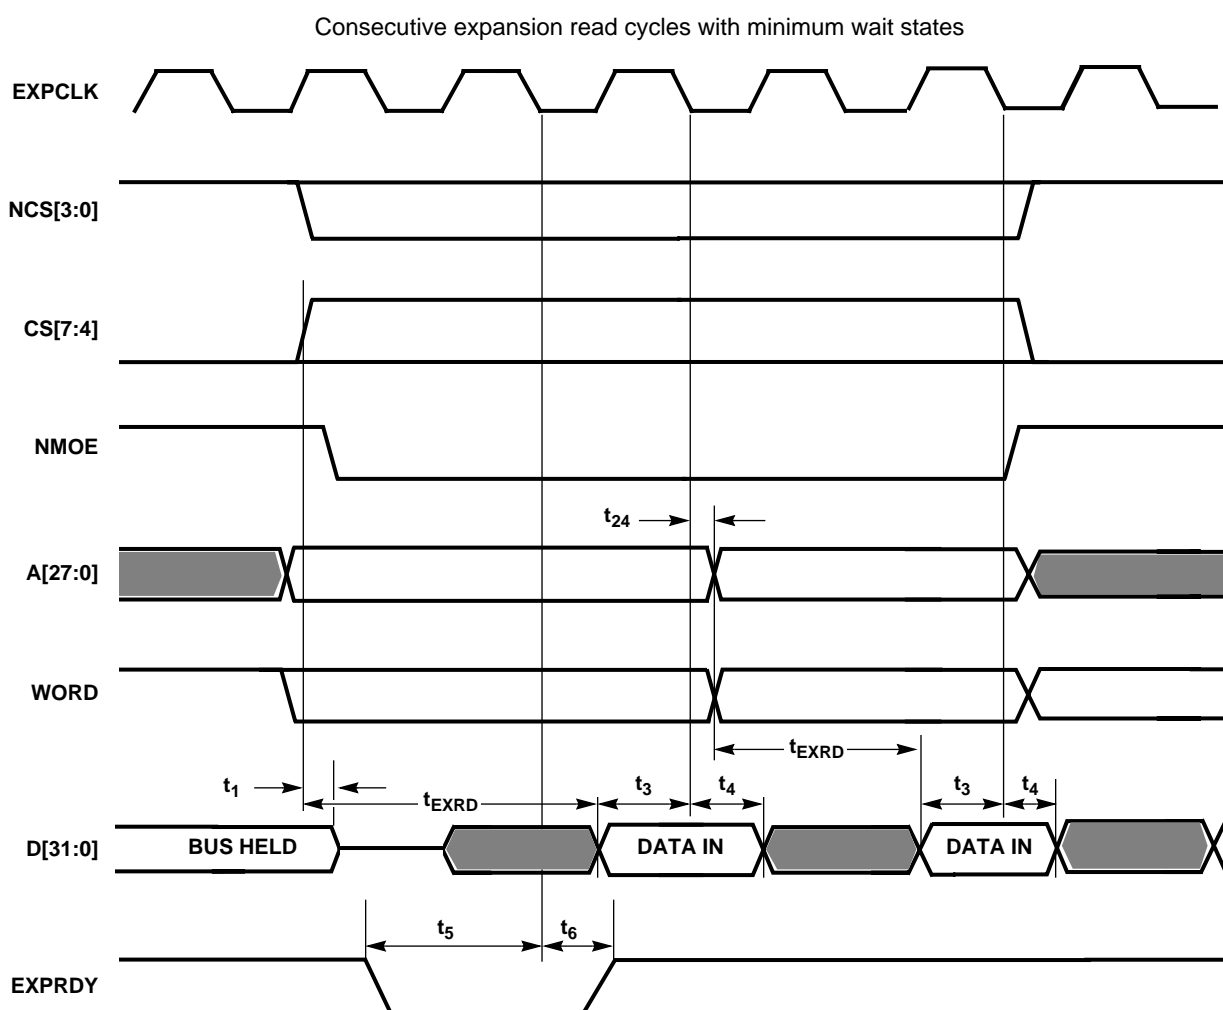 Consecutive expansion read cycles with minimum wait states
EXPCLK
NCS[3:0]
CS[7:4]
NMOE
t24
A[27:0]
WORD
tEXRD
t1
tEXRD
t3
t4
t3
t4
D[31:0]
BUS HELD
DATA IN
DATA IN
t5
t6
EXPRDY